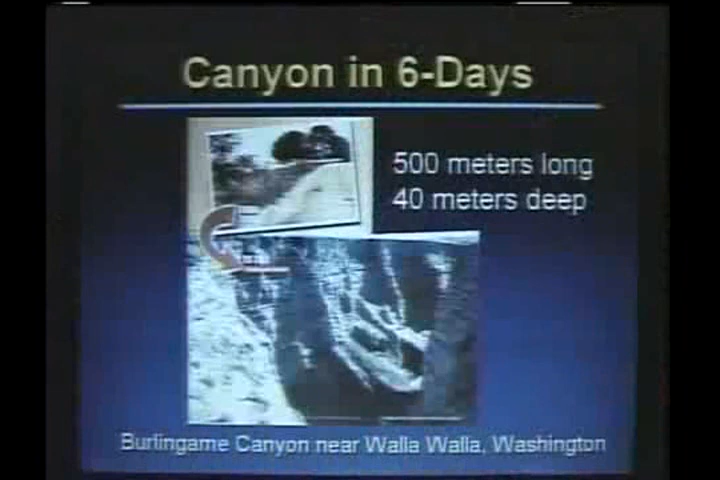 Canyon in 6-Days
500 meters long
40 meters deep
Burlingame Canyon near Walla Walla, Washington